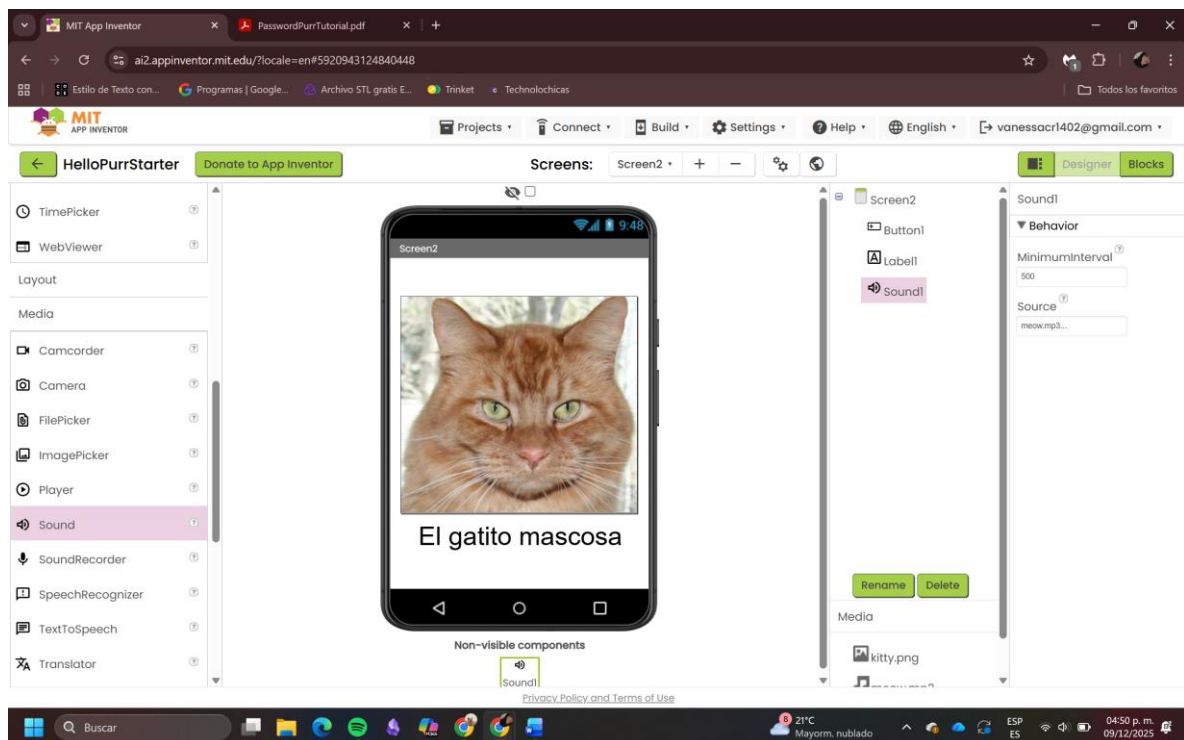 MIT App Inventor
PasswordPurrTutorial.pdf
ai2.appinventor.mit.edu/?locale=en#5920943124840448
Estilo de Texto con...
Programas | Google...
Archivo STL gratis E...
Trinket
Technolochicas
Todos los favoritos
MIT
APP INVENTOR
Projects
Connect
Build
Settings
Help
English
vanessacr1402@gmail.com
HelloPurrStarter
Donate to App Inventor
Screens:
Screen2
Designer
Blocks
TimePicker
WebViewer
Layout
Media
Camcorder
Camera
FilePicker
ImagePicker
Player
Sound
SoundRecorder
SpeechRecognizer
TextToSpeech
Translator
9:48
Screen2
El gatito mascosa
Non-visible components
Sound1
Screen2
Button1
Label1
Sound1
Rename
Delete
Media
kitty.png
meow.mp3
Sound1
Behavior
MinimumInterval
500
Source
meow.mp3...
Privacy Policy and Terms of Use
Buscar
8
21°C
Mayorm. nublado
ESP
ES
04:50 p. m.
09/12/2025